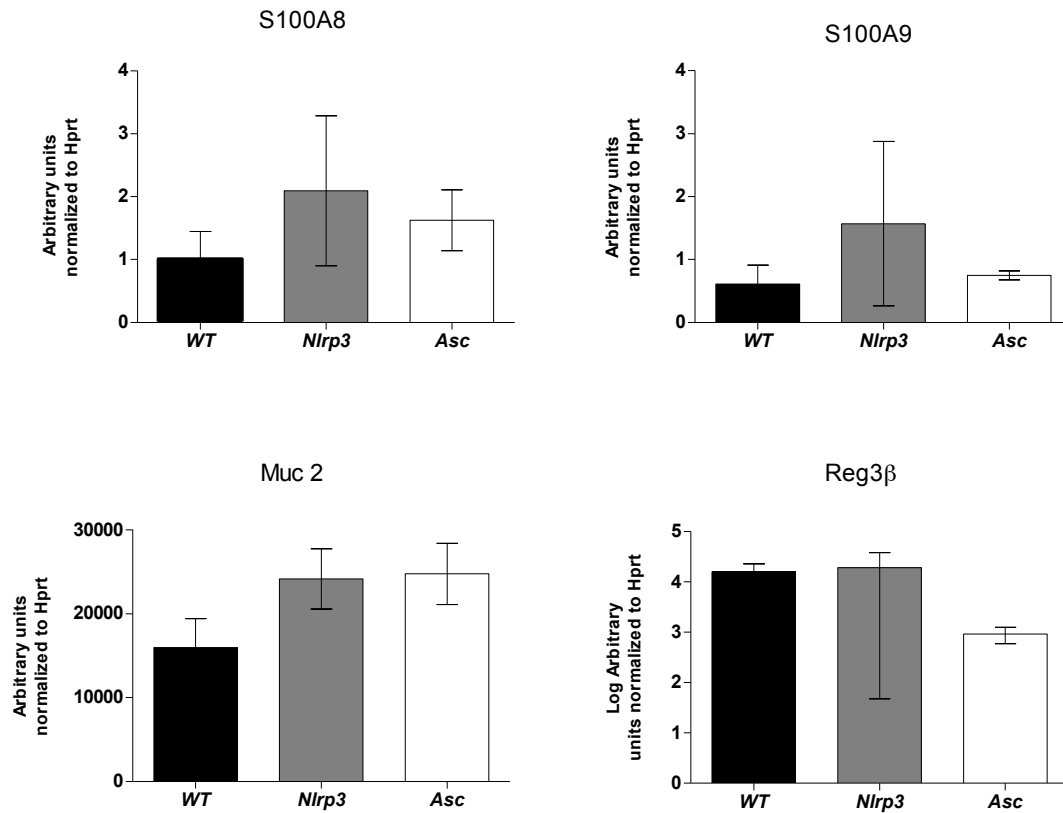 S100A8
Arbitrary units
normalized to Hprt
4
3
2
1
0
WT Nlrp3 Asc
S100A9
Arbitrary units
normalized to Hprt
4
3
2
1
0
WT Nlrp3 Asc
Muc 2
Arbitrary units
normalized to Hprt
30000
20000
10000
0
WT Nlrp3 Asc
Reg3β
Log Arbitrary
units normalized to Hprt
5
4
3
2
1
0
WT Nlrp3 Asc